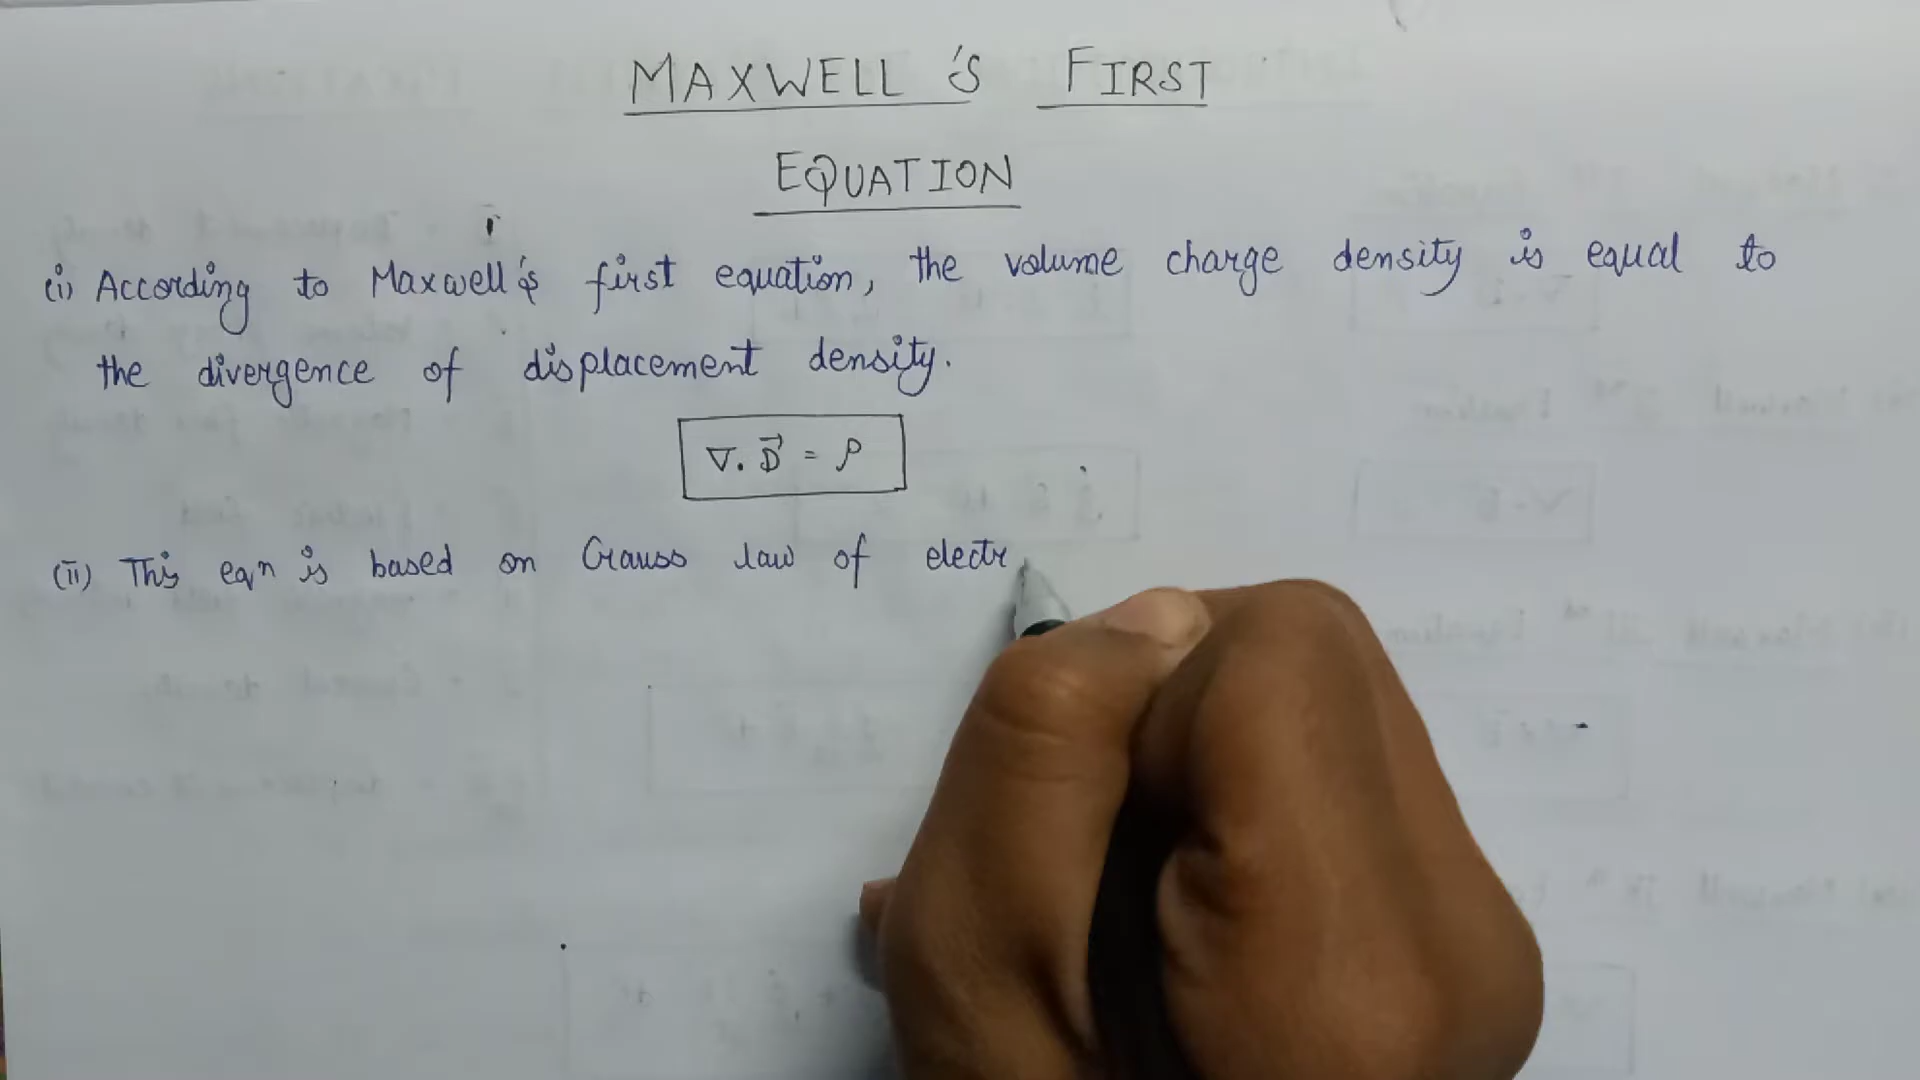 MAXWELL'S FIRST
EQUATION
(i) According to Maxwell's first equation, the volume charge density is equal to
the divergence of displacement density.
∇. D⃗ = ρ
(ii) This eqn is based on Gauss law of electr